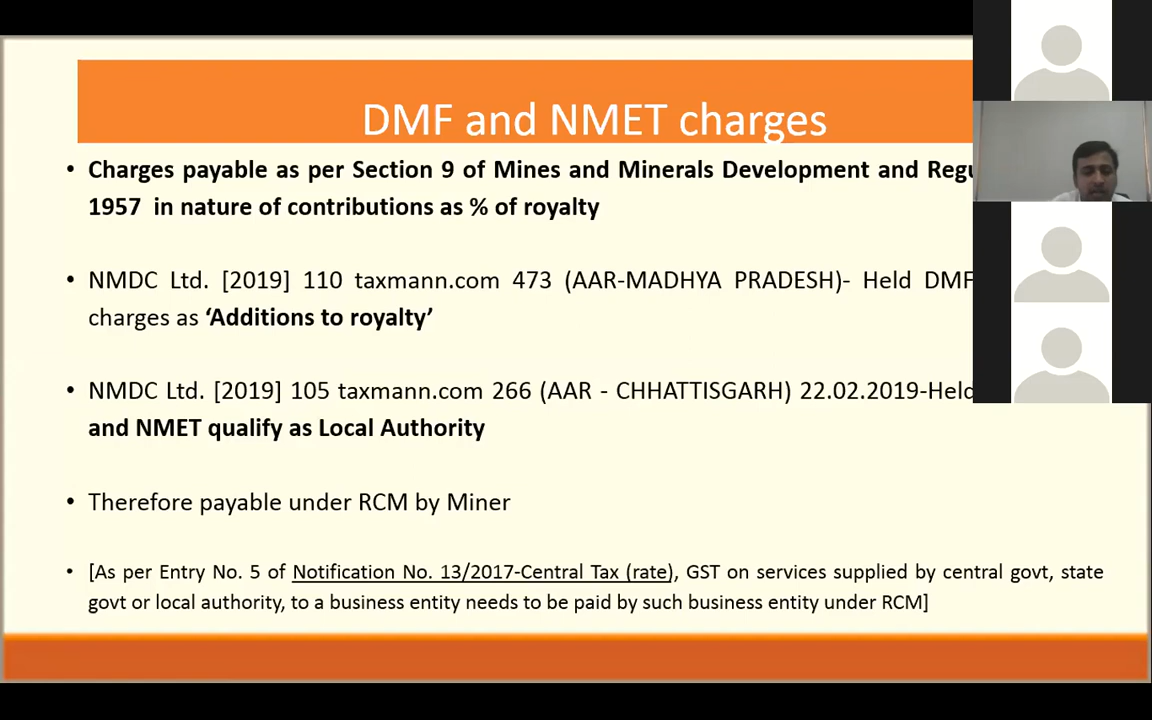 DMF and NMET charges
• Charges payable as per Section 9 of Mines and Minerals Development and
1957 in nature of contributions as % of royalty
• NMDC Ltd. [2019] 110 taxmann.com 473 (AAR-MADHYA PRADESH)- Held DMF
charges as ‘Additions to royalty’
• NMDC Ltd. [2019] 105 taxmann.com 266 (AAR - CHHATTISGARH) 22.02.2019-Held
and NMET qualify as Local Authority
• Therefore payable under RCM by Miner
• [As per Entry No. 5 of Notification No. 13/2017-Central Tax (rate), GST on services supplied by central govt, state
govt or local authority, to a business entity needs to be paid by such business entity under RCM]